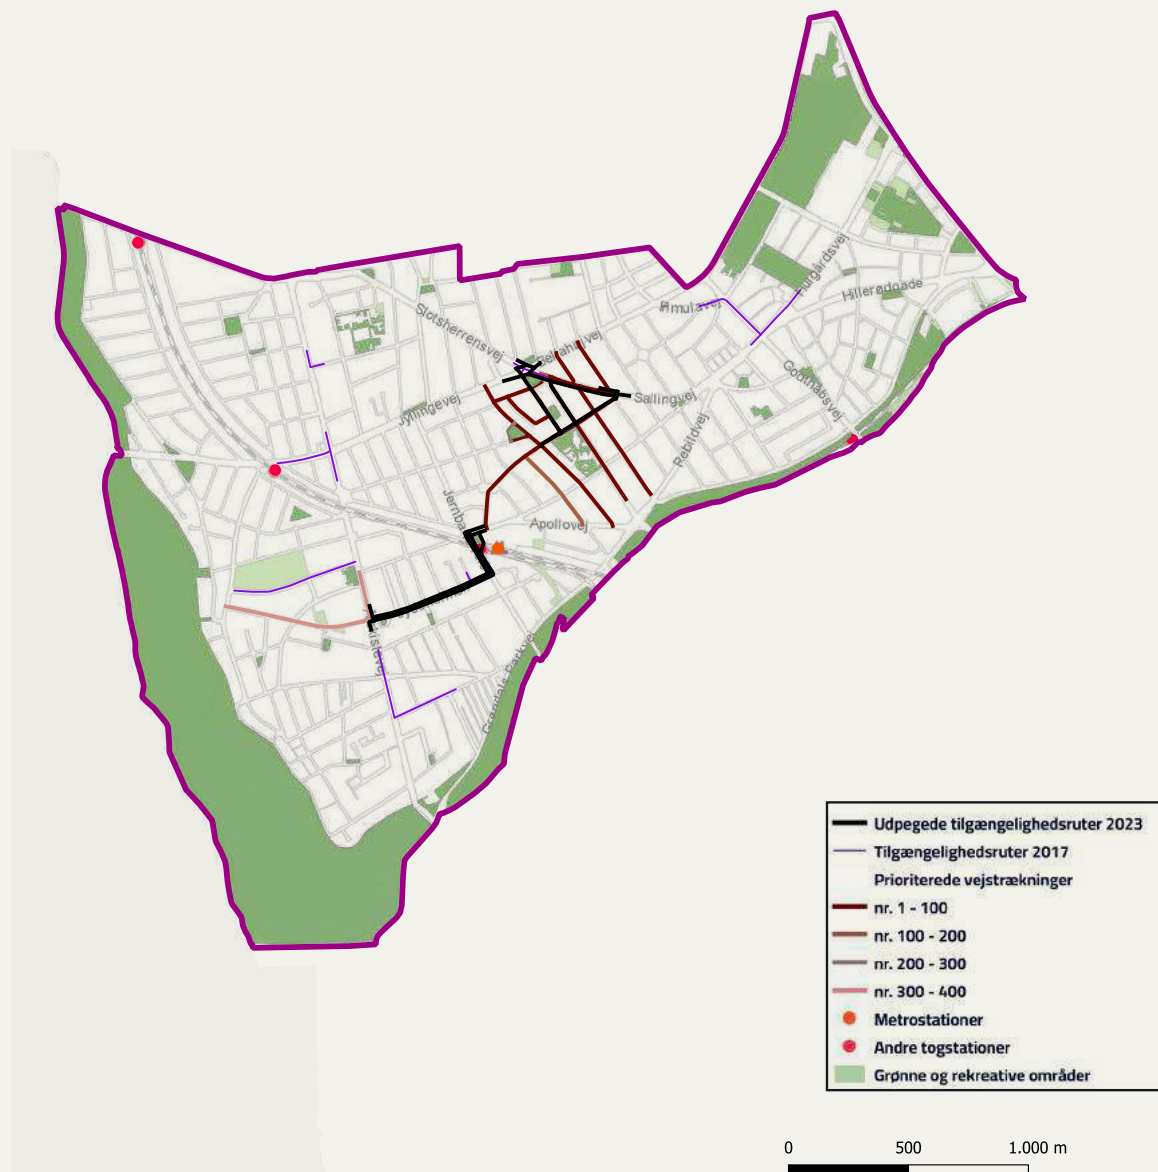 Hillerødgade
Slotsherrensvej
Jyllingevej
Sallingvej
Rebildvej
Godthåbsvej
Apollovej
Grøndals Parkvej
Udpegede tilgængelighedsruter 2023
Tilgængelighedsruter 2017
Prioriterede vejstrækninger
nr. 1 - 100
nr. 100 - 200
nr. 200 - 300
nr. 300 - 400
Metrostationer
Andre togstationer
Grønne og rekreative områder
0 500 1.000 m